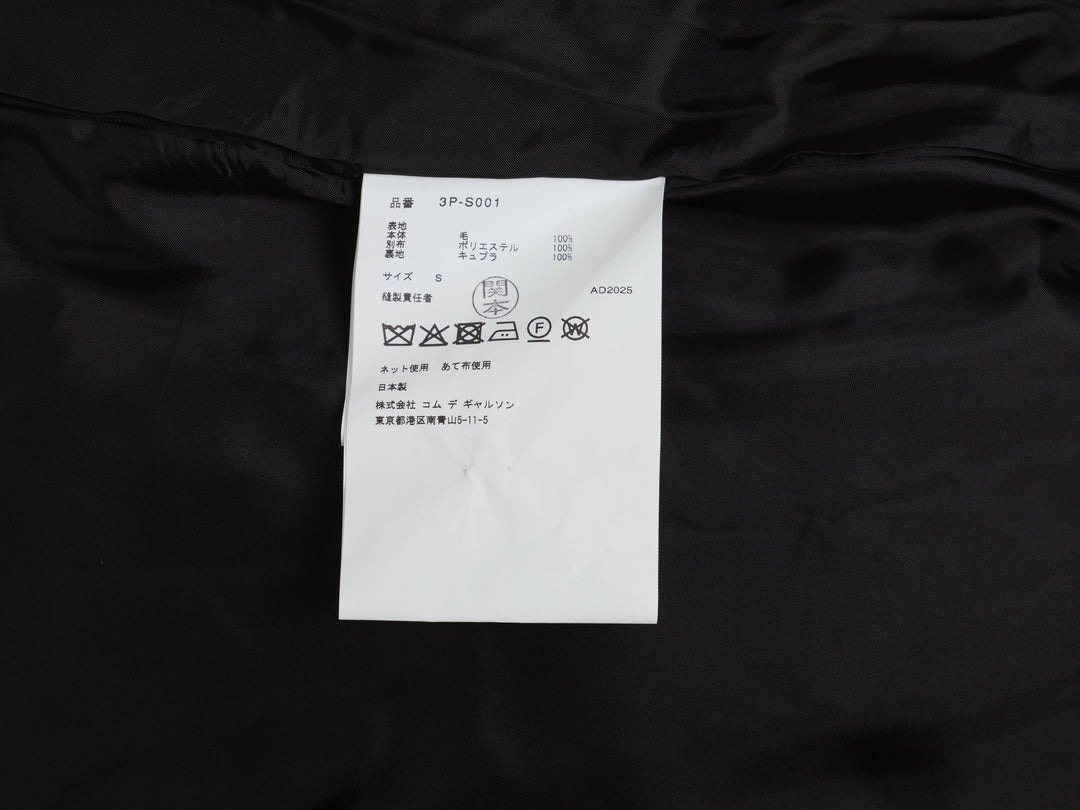 品番 3P-S001
表地
本体 毛 100%
別布 ポリエステル 100%
裏地 キュプラ 100%
サイズ S
縫製責任者 関本 AD2025
F W
ネット使用 あて布使用
日本製
株式会社 コム デ ギャルソン
東京都港区南青山5-11-5